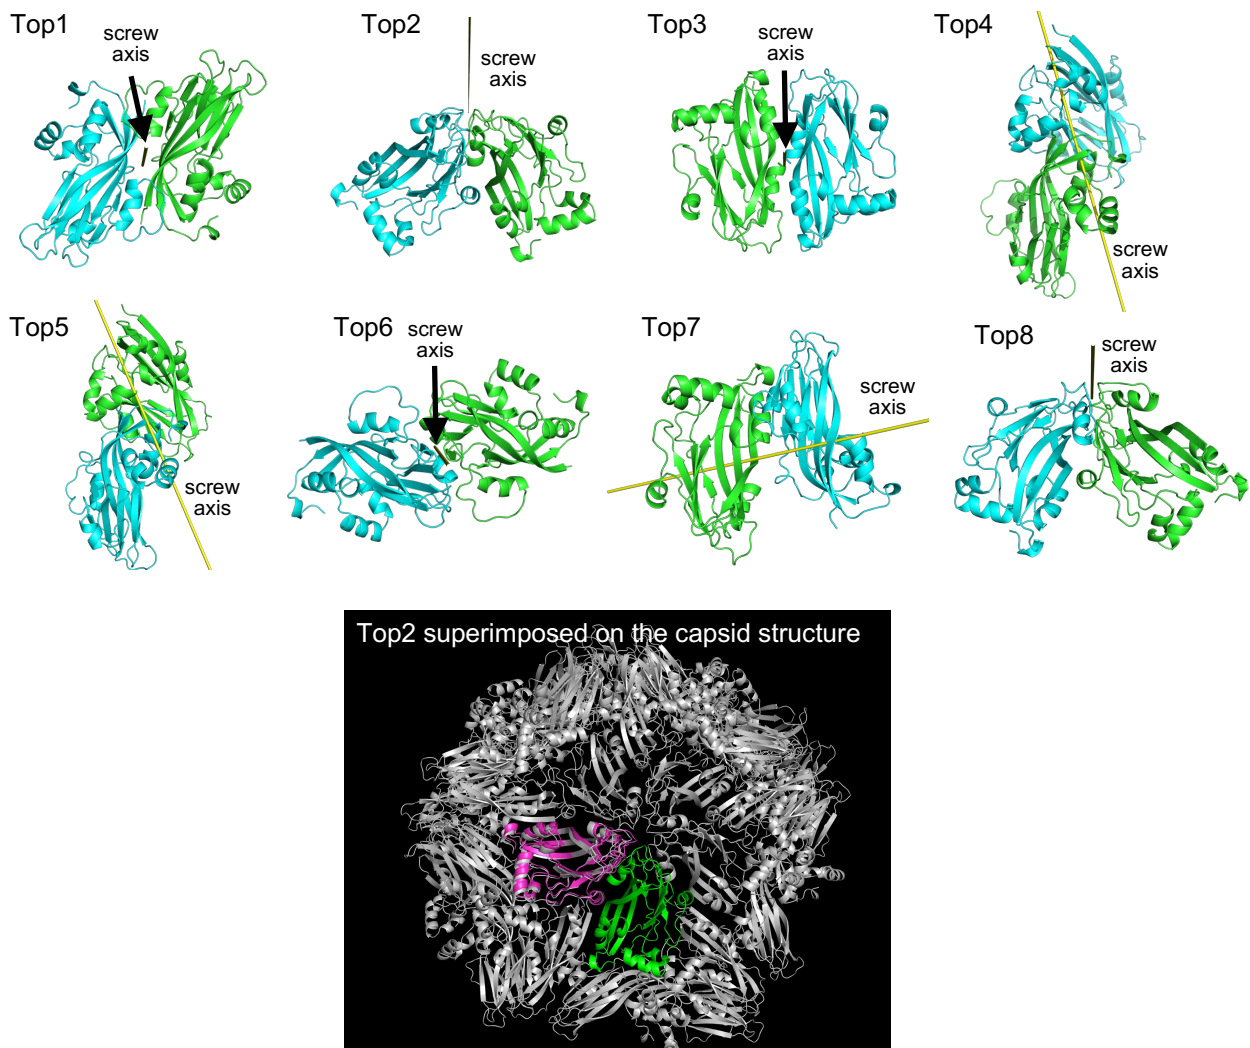 Top1
screw
axis
Top2
screw
axis
Top3
screw
axis
Top4
screw
axis
Top5
screw
axis
Top6
screw
axis
Top7
screw
axis
Top8
screw
axis
Top2 superimposed on the capsid structure